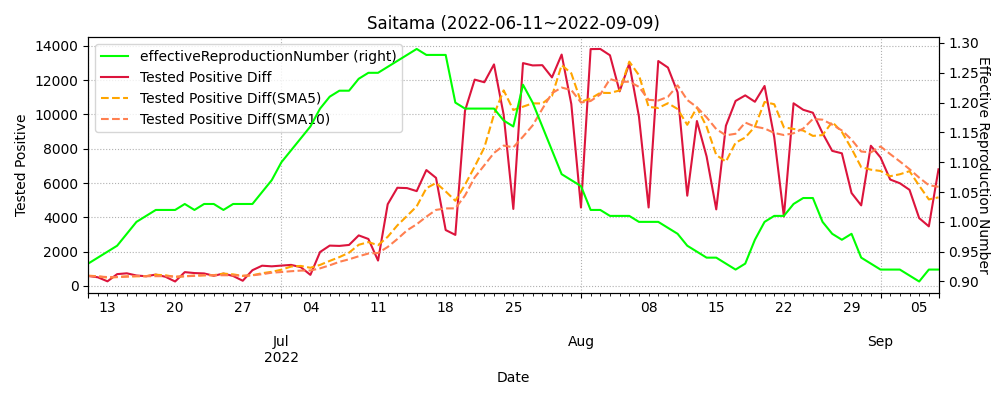 Saitama (2022-06-11~2022-09-09)
effectiveReproductionNumber (right)
Tested Positive Diff
Tested Positive Diff(SMA5)
Tested Positive Diff(SMA10)
Tested Positive
14000
12000
10000
8000
6000
4000
2000
0
1.30
1.25
1.20
1.15
1.10
1.05
1.00
0.95
0.90
Effective Reproduction Number
13 20 27 04 11 18 25 08 15 22 29 05
Jul Aug Sep
2022
Date